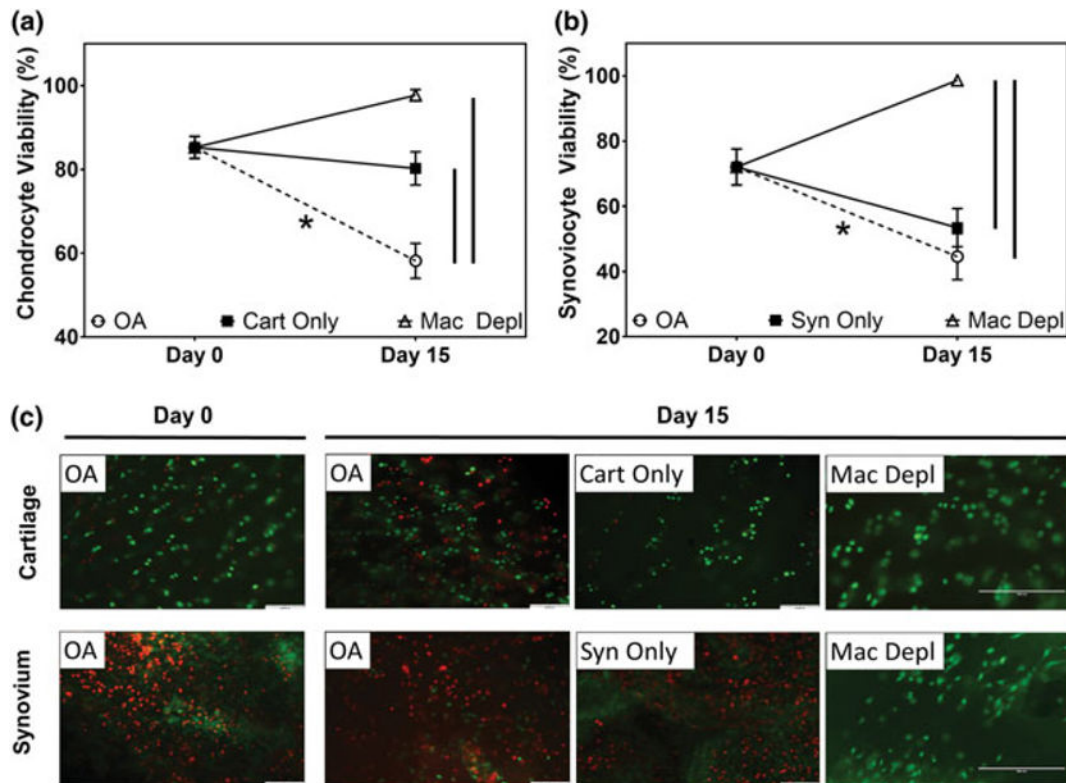 (a)
Chondrocyte Viability (%)
100
80
60
40
*
OA
Cart Only
Mac Depl
Day 0
Day 15
(b)
Synoviocyte Viability (%)
100
80
60
40
20
*
OA
Syn Only
Mac Depl
Day 0
Day 15
(c)
Day 0
Day 15
Cartilage
OA
OA
Cart Only
Mac Depl
Synovium
OA
OA
Syn Only
Mac Depl